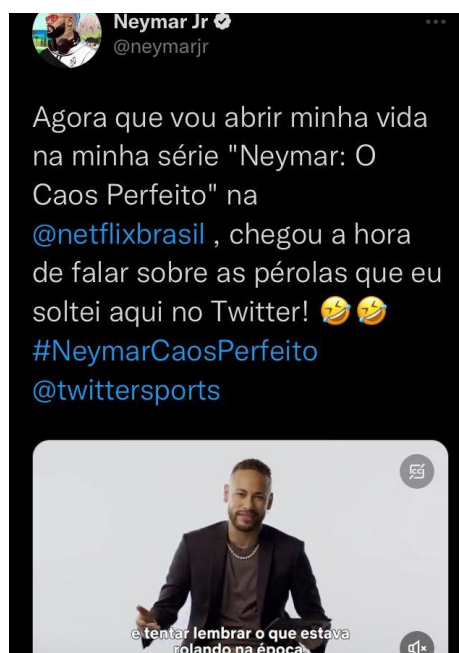 Neymar Jr
@neymarjr
Agora que vou abrir minha vida
na minha série "Neymar: O
Caos Perfeito" na
@netflixbrasil , chegou a hora
de falar sobre as pérolas que eu
soltei aqui no Twitter! 🤣🤣
#NeymarCaosPerfeito
@twittersports
e tentar lembrar o que estava
rolando na época.